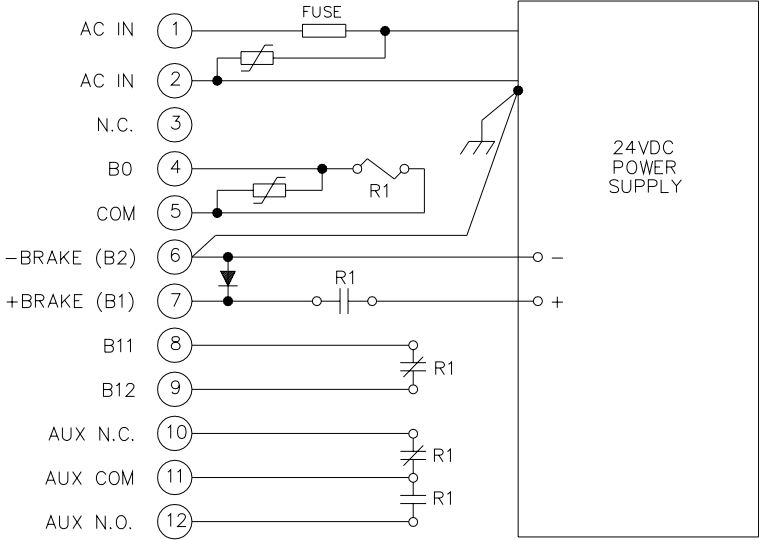 FUSE
AC IN 1
AC IN 2
N.C. 3
24VDC
POWER
SUPPLY
B0 4
R1
COM 5
-BRAKE (B2) 6
-
R1
+BRAKE (B1) 7
+
B11 8
R1
B12 9
AUX N.C. 10
R1
AUX COM 11
R1
AUX N.O. 12